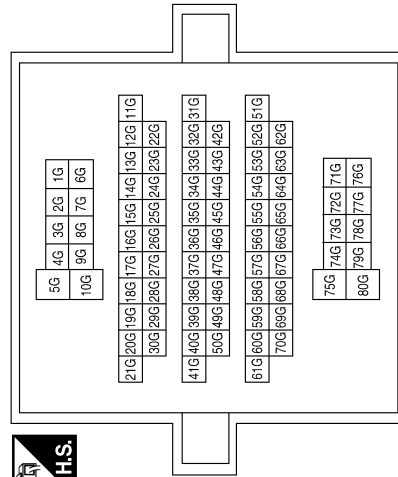 5G 4G 3G 2G 1G
10G 9G 8G 7G 6G
21G 20G 19G 18G 17G 16G 15G 14G 13G 12G 11G
30G 29G 28G 27G 26G 25G 24G 23G 22G
41G 40G 39G 38G 37G 36G 35G 34G 33G 32G 31G
50G 49G 48G 47G 46G 45G 44G 43G 42G
61G 60G 59G 58G 57G 56G 55G 54G 53G 52G 51G
70G 69G 68G 67G 66G 65G 64G 63G 62G
75G 74G 73G 72G 71G
80G 79G 78G 77G 76G
H.S.